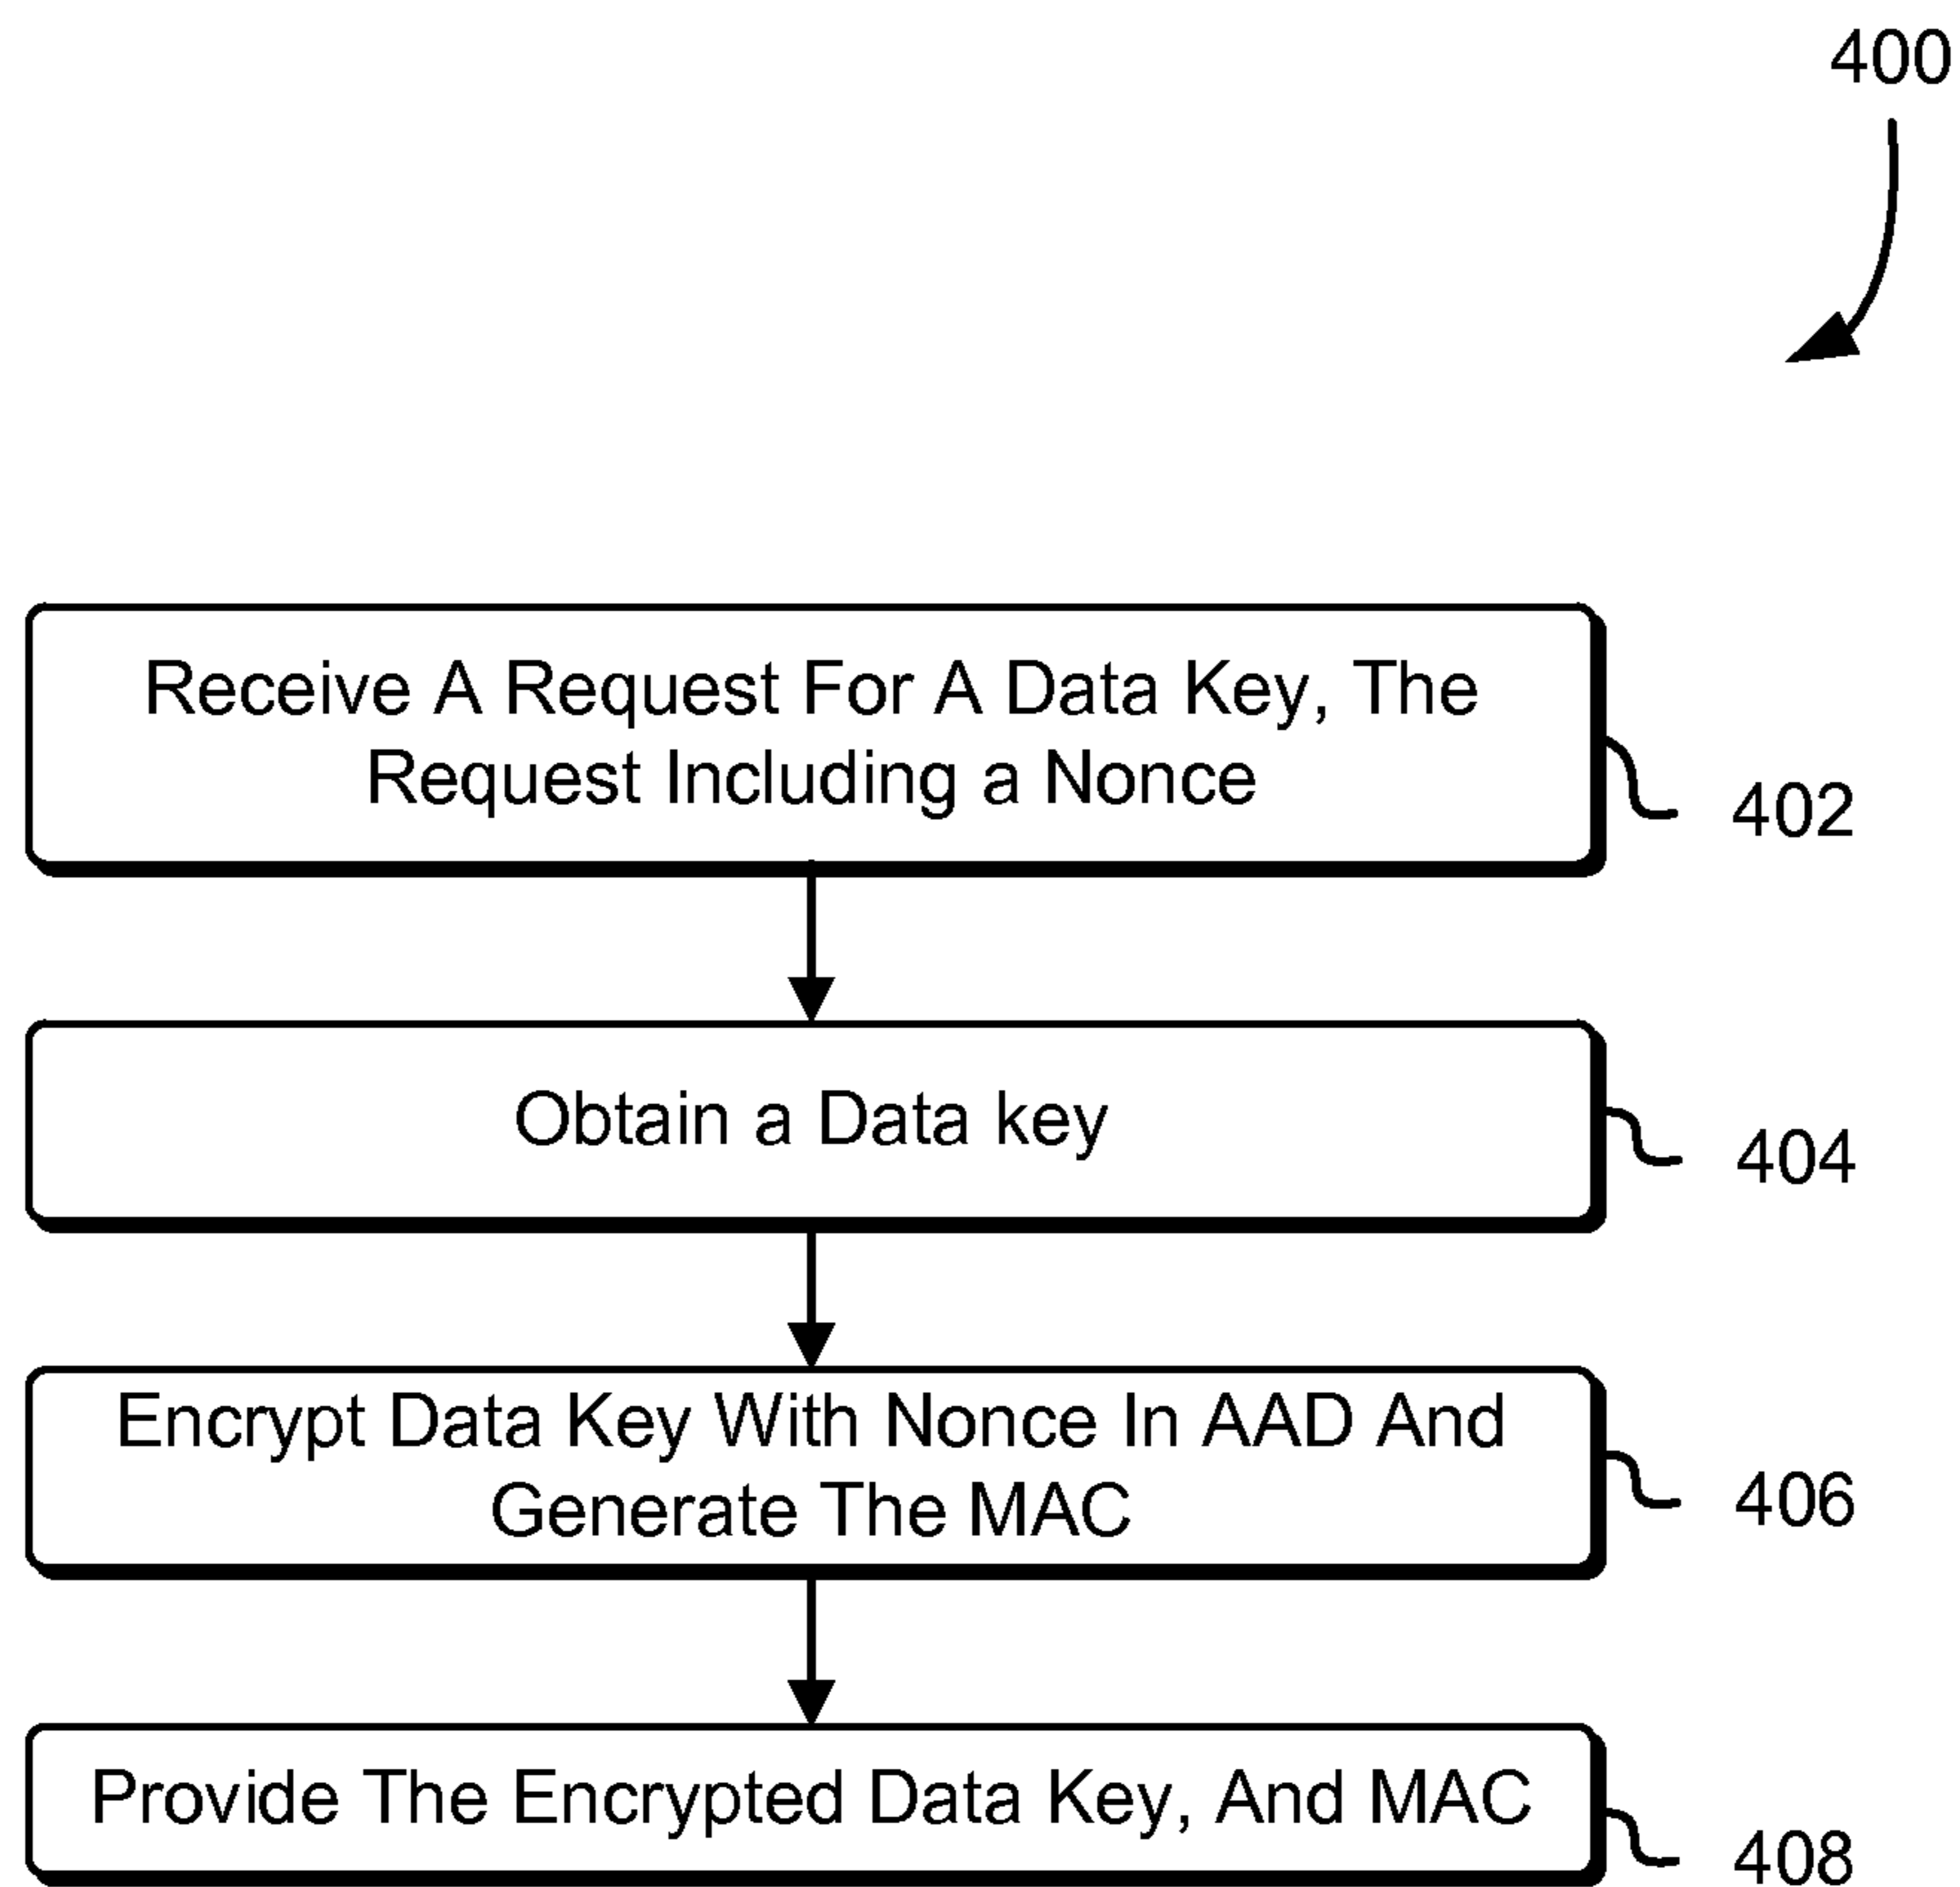 400
Receive A Request For A Data Key, The
Request Including a Nonce
402
Obtain a Data key
404
Encrypt Data Key With Nonce In AAD And
Generate The MAC
406
Provide The Encrypted Data Key, And MAC
408